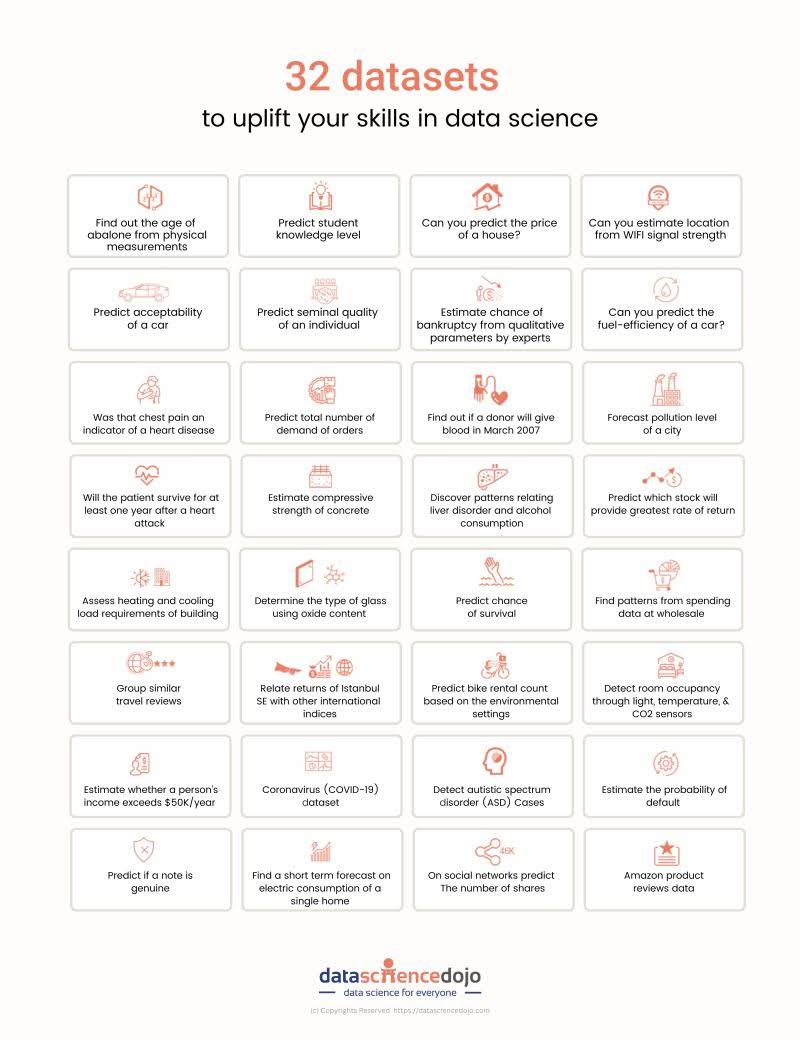 32 datasets
to uplift your skills in data science
Find out the age of
abalone from physical
measurements
Predict student
knowledge level
Can you predict the price
of a house?
Can you estimate location
from WIFI signal strength
Predict acceptability
of a car
Predict seminal quality
of an individual
Estimate chance of
bankruptcy from qualitative
parameters by experts
Can you predict the
fuel-efficiency of a car?
Was that chest pain an
indicator of a heart disease
Predict total number of
demand of orders
Find out if a donor will give
blood in March 2007
Forecast pollution level
of a city
Will the patient survive for at
least one year after a heart
attack
Estimate compressive
strength of concrete
Discover patterns relating
liver disorder and alcohol
consumption
Predict which stock will
provide greatest rate of return
Assess heating and cooling
load requirements of building
Determine the type of glass
using oxide content
Predict chance
of survival
Find patterns from spending
data at wholesale
Group similar
travel reviews
Relate returns of Istanbul
SE with other international
indices
Predict bike rental count
based on the environmental
settings
Detect room occupancy
through light, temperature, &
CO2 sensors
Estimate whether a person's
income exceeds $50K/year
Coronavirus (COVID-19)
dataset
Detect autistic spectrum
disorder (ASD) Cases
Estimate the probability of
default
Predict if a note is
genuine
Find a short term forecast on
electric consumption of a
single home
46K
On social networks predict
The number of shares
Amazon product
reviews data
datasciencedojo
data science for everyone
(c) Copyrights Reserved https://datasciencedojo.com